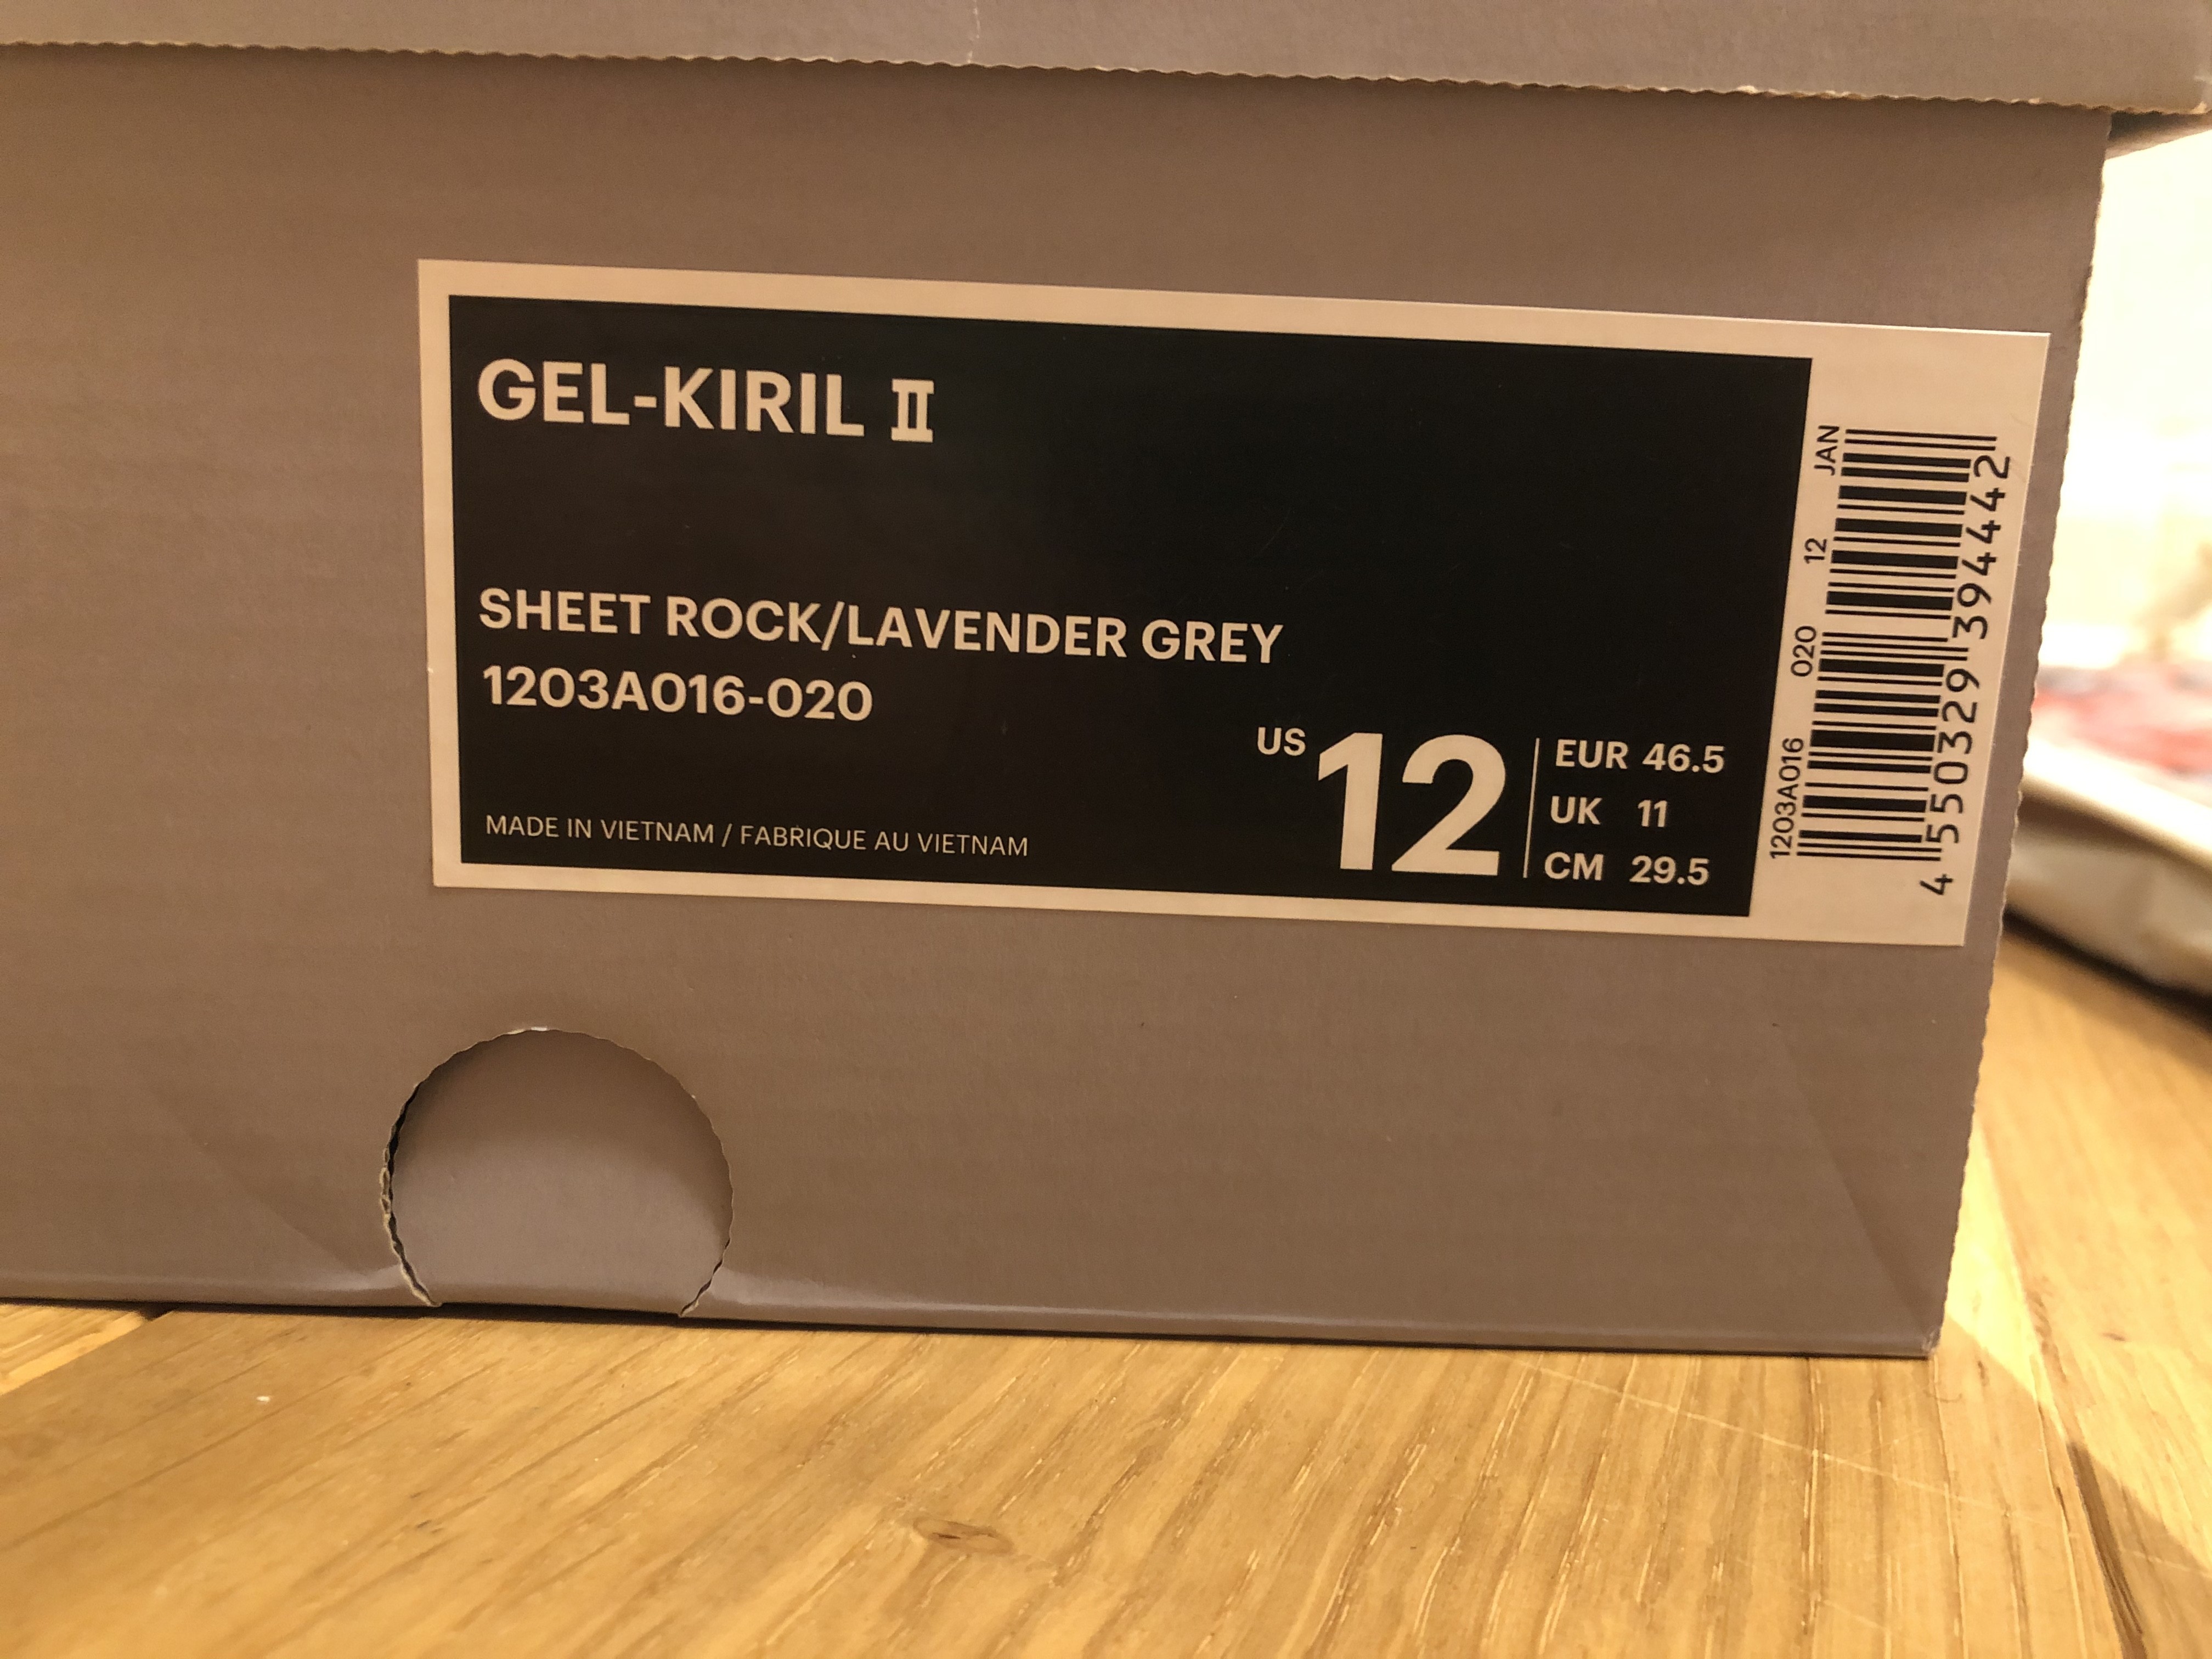 GEL-KIRIL II
SHEET ROCK/LAVENDER GREY
1203A016-020
MADE IN VIETNAM / FABRIQUE AU VIETNAM
US 12
EUR 46.5
UK 11
CM 29.5
1203A016 020 12 JAN
4 550329 394442